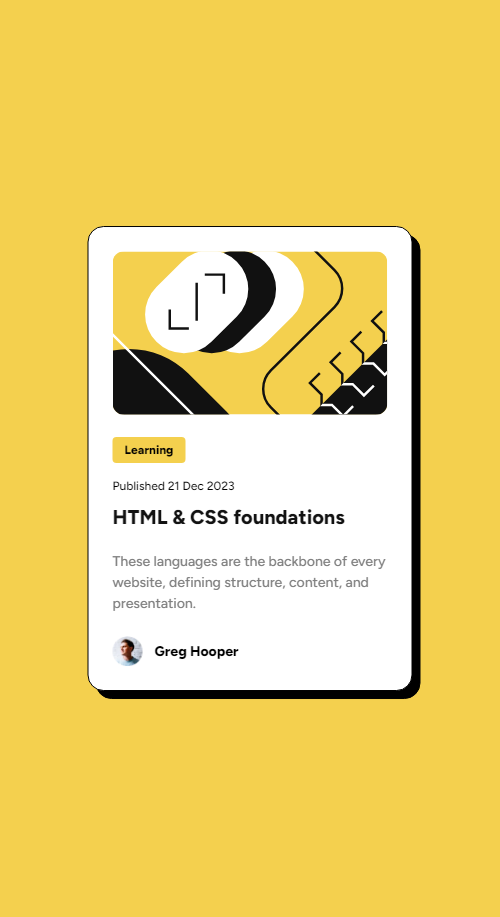 Learning
Published 21 Dec 2023
HTML & CSS foundations
These languages are the backbone of every
website, defining structure, content, and
presentation.
Greg Hooper